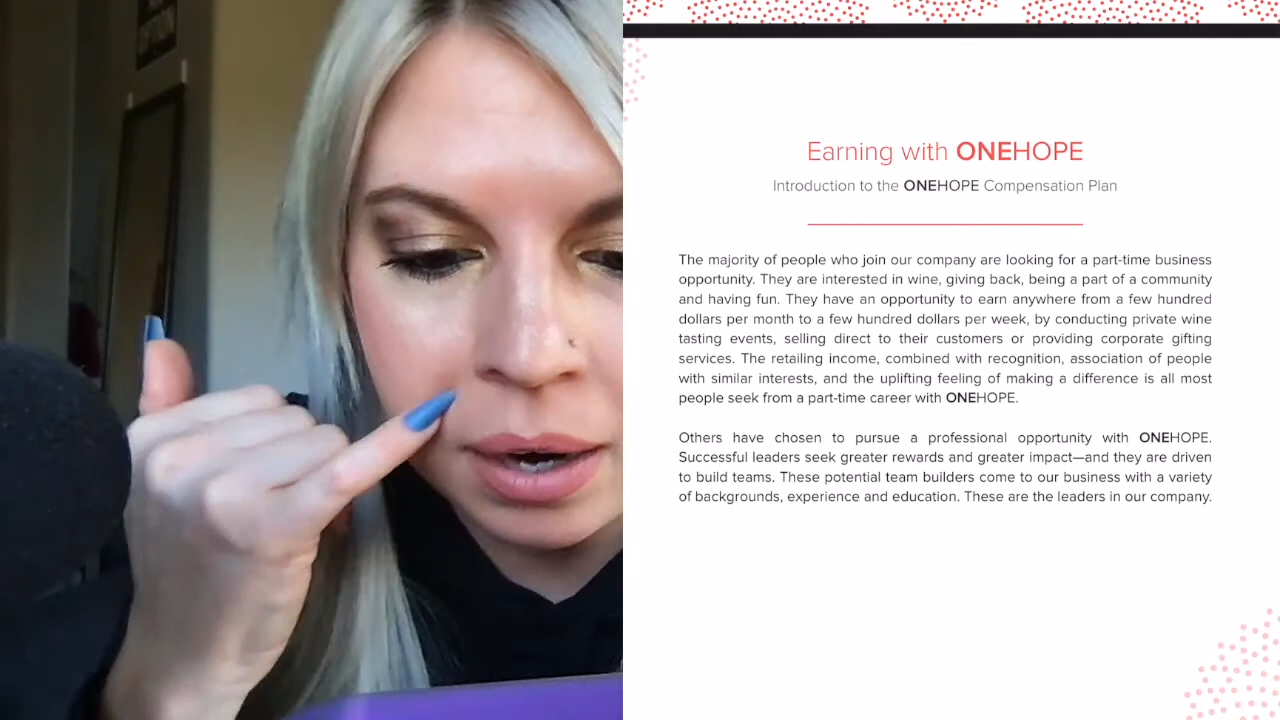 Earning with ONEHOPE
Introduction to the ONEHOPE Compensation Plan
The majority of people who join our company are looking for a part-time business
opportunity. They are interested in wine, giving back, being a part of a community
and having fun. They have an opportunity to earn anywhere from a few hundred
dollars per month to a few hundred dollars per week, by conducting private wine
tasting events, selling direct to their customers or providing corporate gifting
services. The retailing income, combined with recognition, association of people
with similar interests, and the uplifting feeling of making a difference is all most
people seek from a part-time career with ONEHOPE.
Others have chosen to pursue a professional opportunity with ONEHOPE.
Successful leaders seek greater rewards and greater impact—and they are driven
to build teams. These potential team builders come to our business with a variety
of backgrounds, experience and education. These are the leaders in our company.